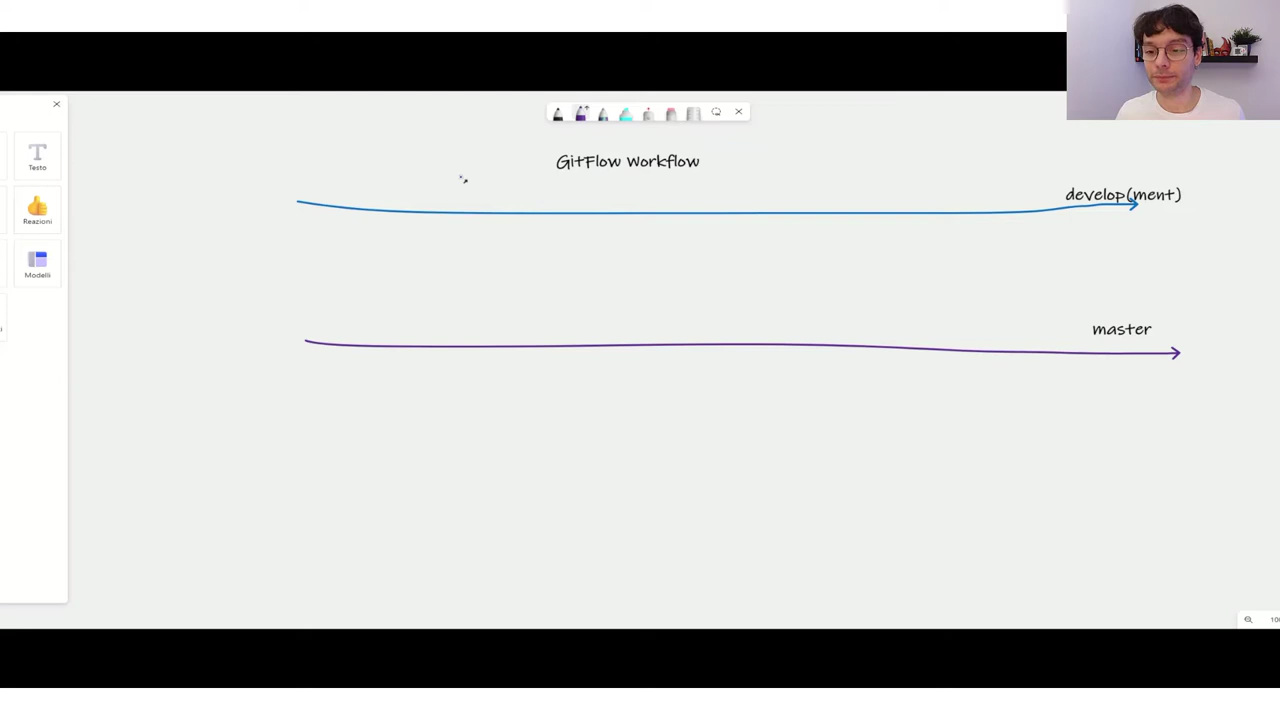 GitFlow Workflow
Testo
develop(ment)
Reazioni
Modelli
master